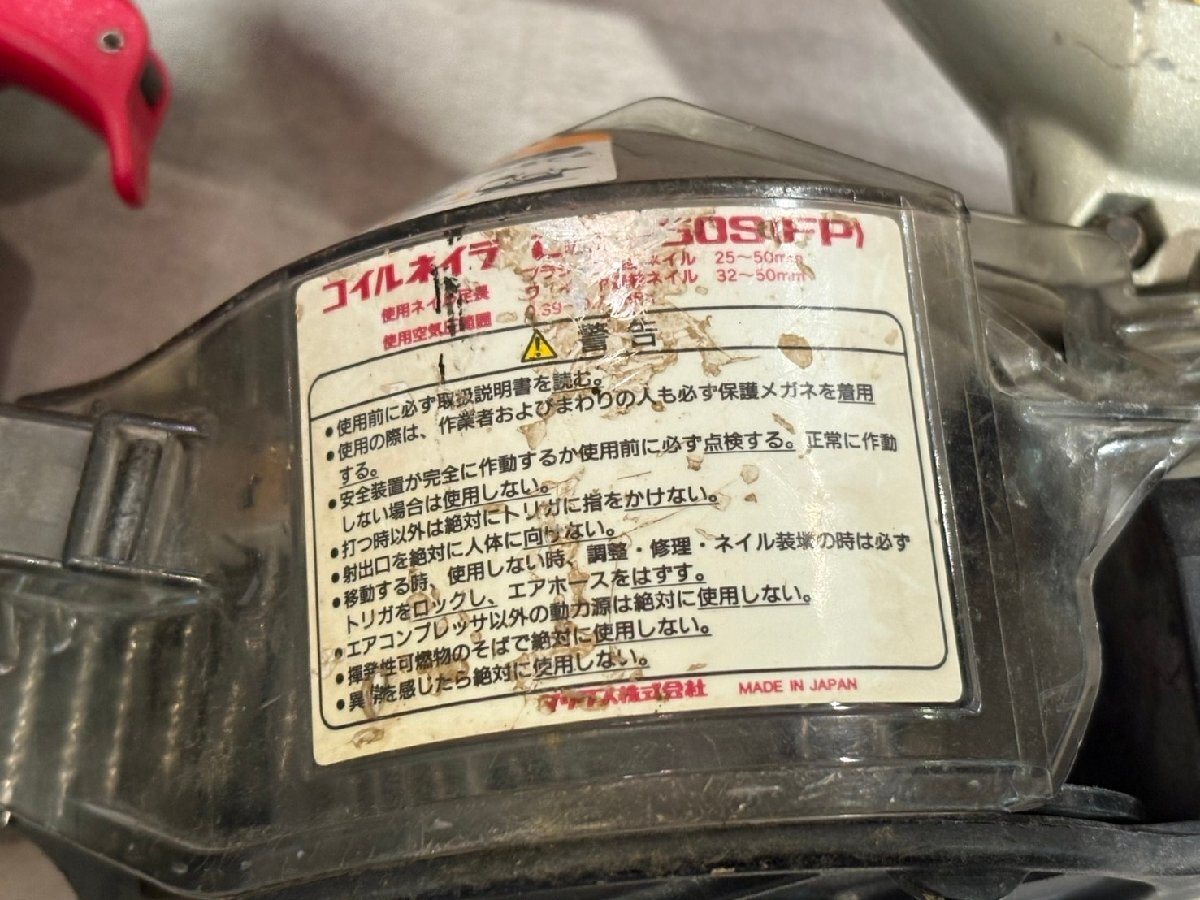 コイルネイラ 50S(FP)
使用ネイル足長 ネイル 25〜50mm
ネイル 32〜50mm
使用空気圧範囲
警告
●使用前に必ず取扱説明書を読む。
●使用の際は、作業者およびまわりの人も必ず保護メガネを着用
する。
●安全装置が完全に作動するか使用前に必ず点検する。正常に作動
しない場合は使用しない。
●打つ時以外は絶対にトリガに指をかけない。
●射出口を絶対に人体に向けない。
●移動する時、使用しない時、調整・修理・ネイル装填の時は必ず
トリガをロックし、エアホースをはずす。
●エアコンプレッサ以外の動力源は絶対に使用しない。
●揮発性可燃物のそばで絶対に使用しない。
●異常を感じたら絶対に使用しない。
マックス株式会社 MADE IN JAPAN